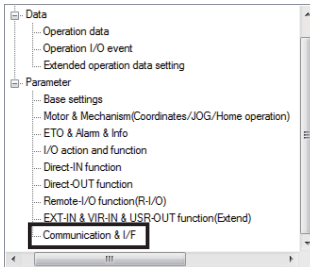 Data
Operation data
Operation I/O event
Extended operation data setting
Parameter
Base settings
Motor & Mechanism(Coordinates/JOG/Home operation)
ETO & Alarm & Info
I/O action and function
Direct-IN function
Direct-OUT function
Remote-I/O function(R-I/O)
EXT-IN & VIR-IN & USR-OUT function(Extend)
Communication & I/F